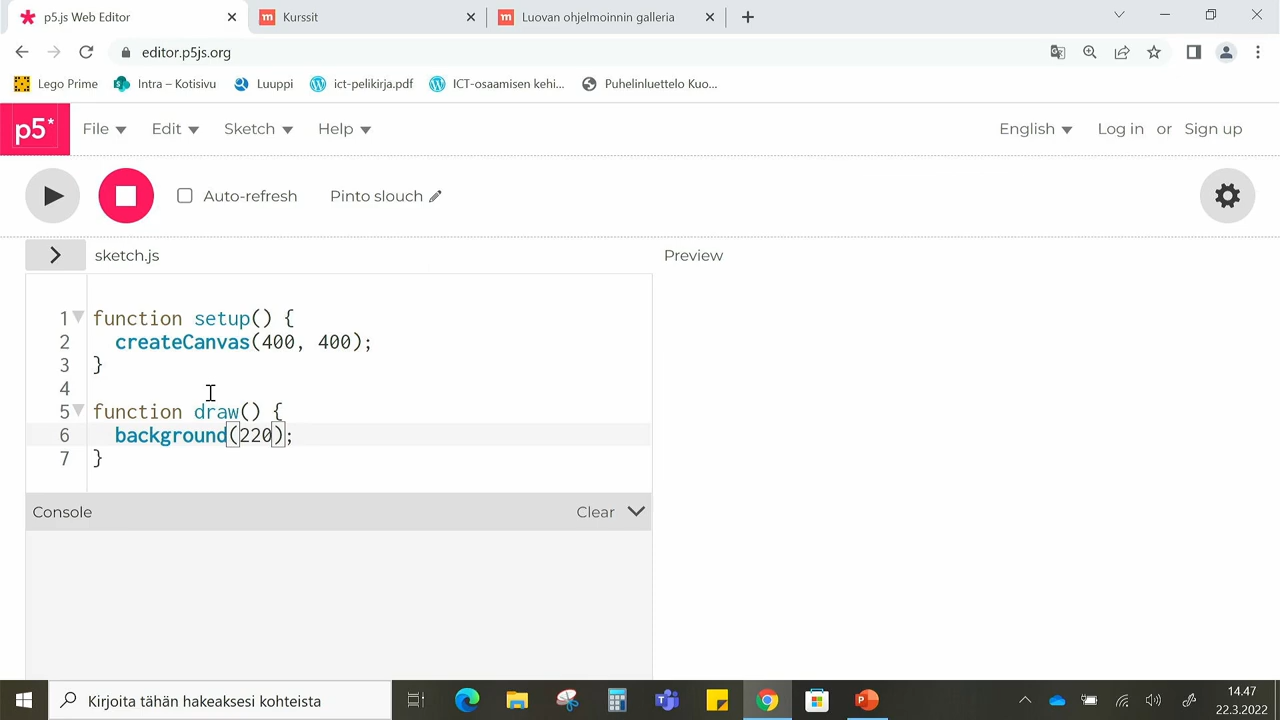 p5.js Web Editor
Kurssit
Luovan ohjelmoinnin galleria
editor.p5js.org
Lego Prime
Intra – Kotisivu
Luuppi
ict-pelikirja.pdf
ICT-osaamisen kehi...
Puhelinluettelo Kuo...
p5*
File
Edit
Sketch
Help
English
Log in or Sign up
Auto-refresh
Pinto slouch
sketch.js
Preview
1 function setup() {
2 createCanvas(400, 400);
3 }
4
5 function draw() {
6 background(220);
7 }
Console
Clear
Kirjoita tähän hakeaksesi kohteista
14.47
22.3.2022